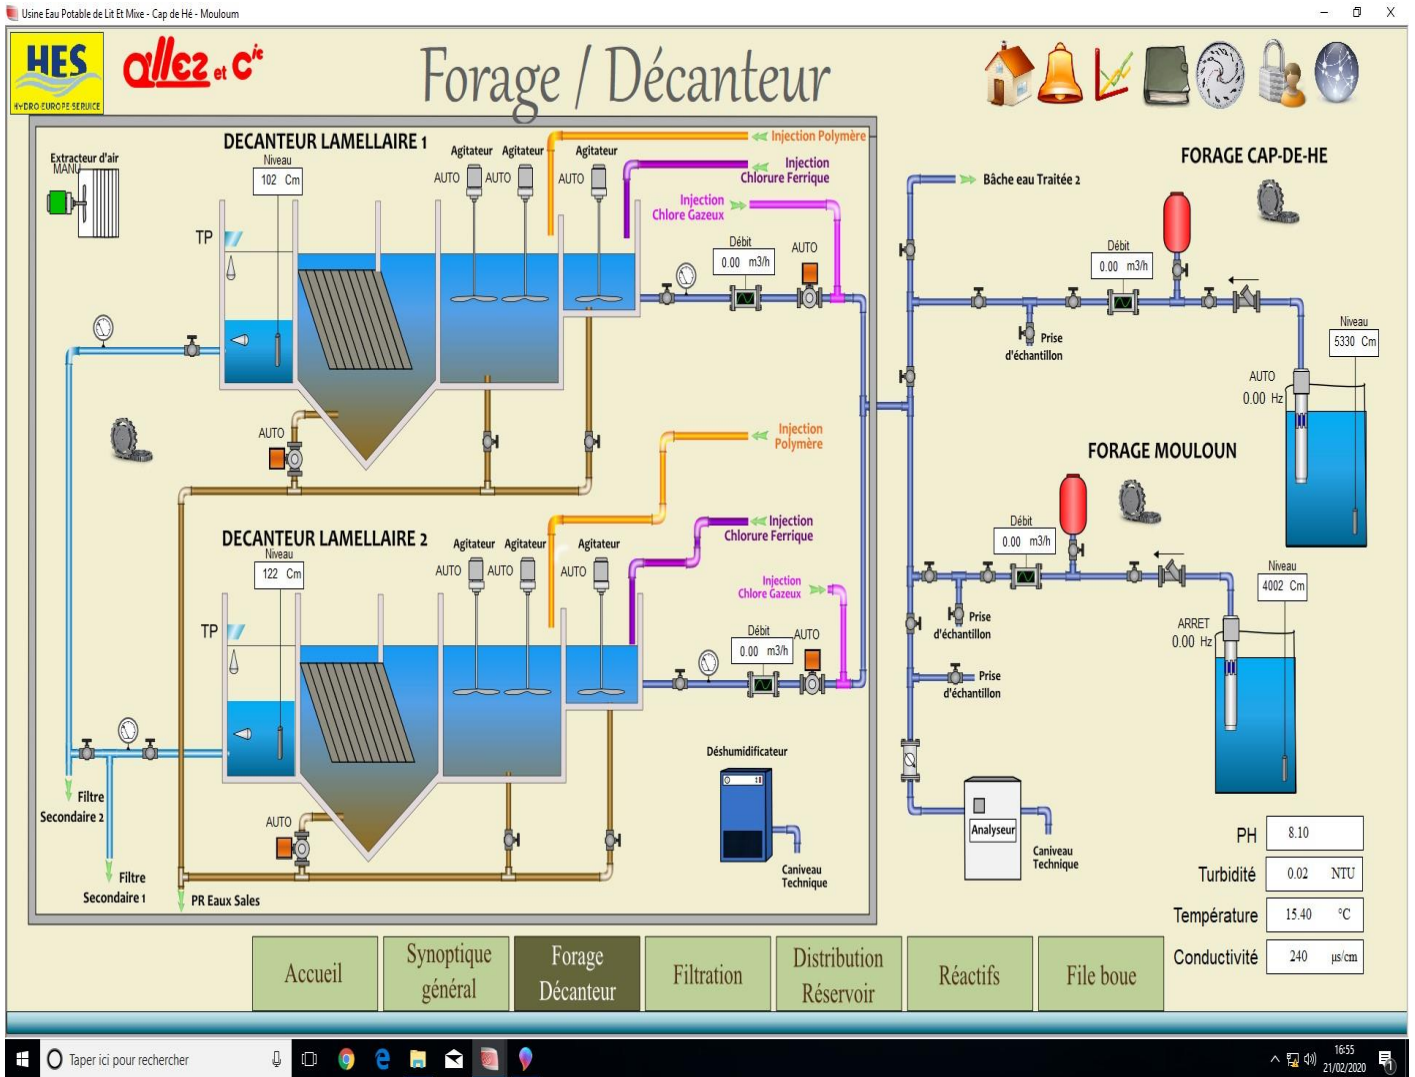 Usine Eau Potable de Lit Et Mixe - Cap de Hé - Mouloum
HES
HYDRO EUROPE SERVICE
allez et Cie
Forage / Décanteur
DECANTEUR LAMELLAIRE 1
Extracteur d'air
MANU
Niveau
102 Cm
TP
Agitateur
Agitateur
Agitateur
AUTO
AUTO
AUTO
Injection Polymère
Injection
Chlorure Ferrique
Injection
Chlore Gazeux
Débit
0.00 m3/h
AUTO
AUTO
Bâche eau Traitée 2
FORAGE CAP-DE-HE
Débit
0.00 m3/h
Prise
d'échantillon
Niveau
5330 Cm
AUTO
0.00 Hz
Injection
Polymère
DECANTEUR LAMELLAIRE 2
Niveau
122 Cm
TP
Agitateur
Agitateur
Agitateur
AUTO
AUTO
AUTO
Injection
Chlorure Ferrique
Injection
Chlore Gazeux
Débit
0.00 m3/h
AUTO
AUTO
FORAGE MOULOUN
Débit
0.00 m3/h
Prise
d'échantillon
Prise
d'échantillon
Niveau
4002 Cm
ARRET
0.00 Hz
Filtre
Secondaire 2
Filtre
Secondaire 1
PR Eaux Sales
Déshumidificateur
Caniveau
Technique
Analyseur
Caniveau
Technique
PH 8.10
Turbidité 0.02 NTU
Température 15.40 °C
Conductivité 240 µs/cm
Accueil
Synoptique
général
Forage
Décanteur
Filtration
Distribution
Réservoir
Réactifs
File boue
Taper ici pour rechercher
16:55
21/02/2020
1